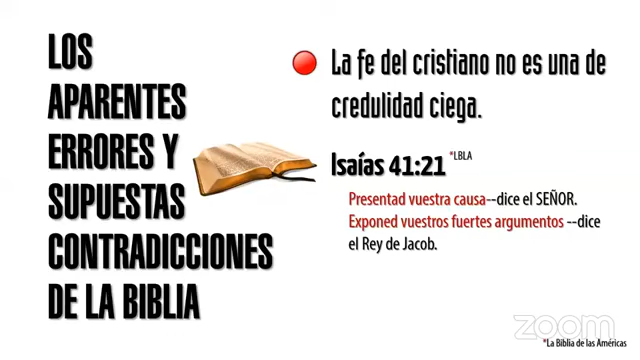 LOS
APARENTES
ERRORES Y
SUPUESTAS
CONTRADICCIONES
DE LA BIBLIA
La fe del cristiano no es una de
credulidad ciega.
Isaías 41:21 *LBLA
Presentad vuestra causa--dice el SEÑOR.
Exponed vuestros fuertes argumentos --dice
el Rey de Jacob.
zoom
*La Biblia de las Américas